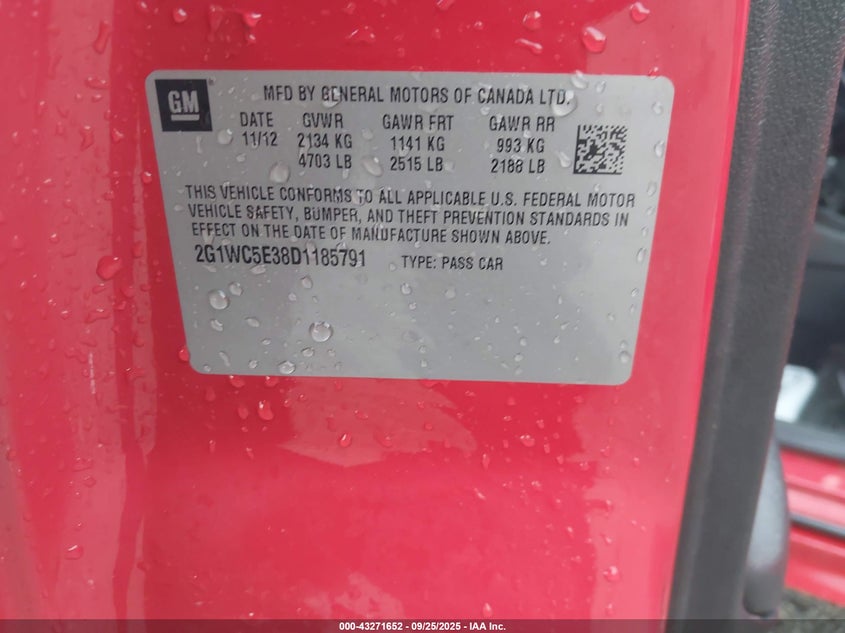 GM
MFD BY GENERAL MOTORS OF CANADA LTD.
DATE GVWR GAWR FRT GAWR RR
11/12 2134 KG 1141 KG 993 KG
4703 LB 2515 LB 2188 LB
THIS VEHICLE CONFORMS TO ALL APPLICABLE U.S. FEDERAL MOTOR
VEHICLE SAFETY, BUMPER, AND THEFT PREVENTION STANDARDS IN
EFFECT ON THE DATE OF MANUFACTURE SHOWN ABOVE.
2G1WC5E38D1185791 TYPE: PASS CAR
000-43271652 - 09/25/2025 - IAA Inc.